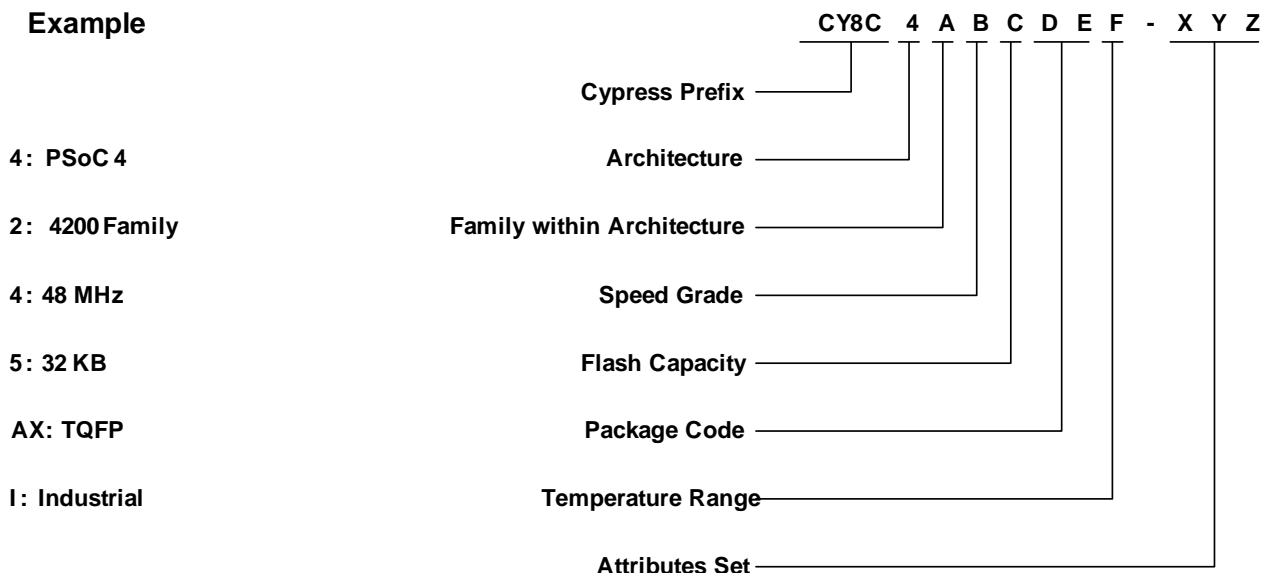 Example CY8C 4 A B C D E F - X Y Z
Cypress Prefix
4: PSoC 4 Architecture
2: 4200 Family Family within Architecture
4: 48 MHz Speed Grade
5: 32 KB Flash Capacity
AX: TQFP Package Code
I: Industrial Temperature Range
Attributes Set